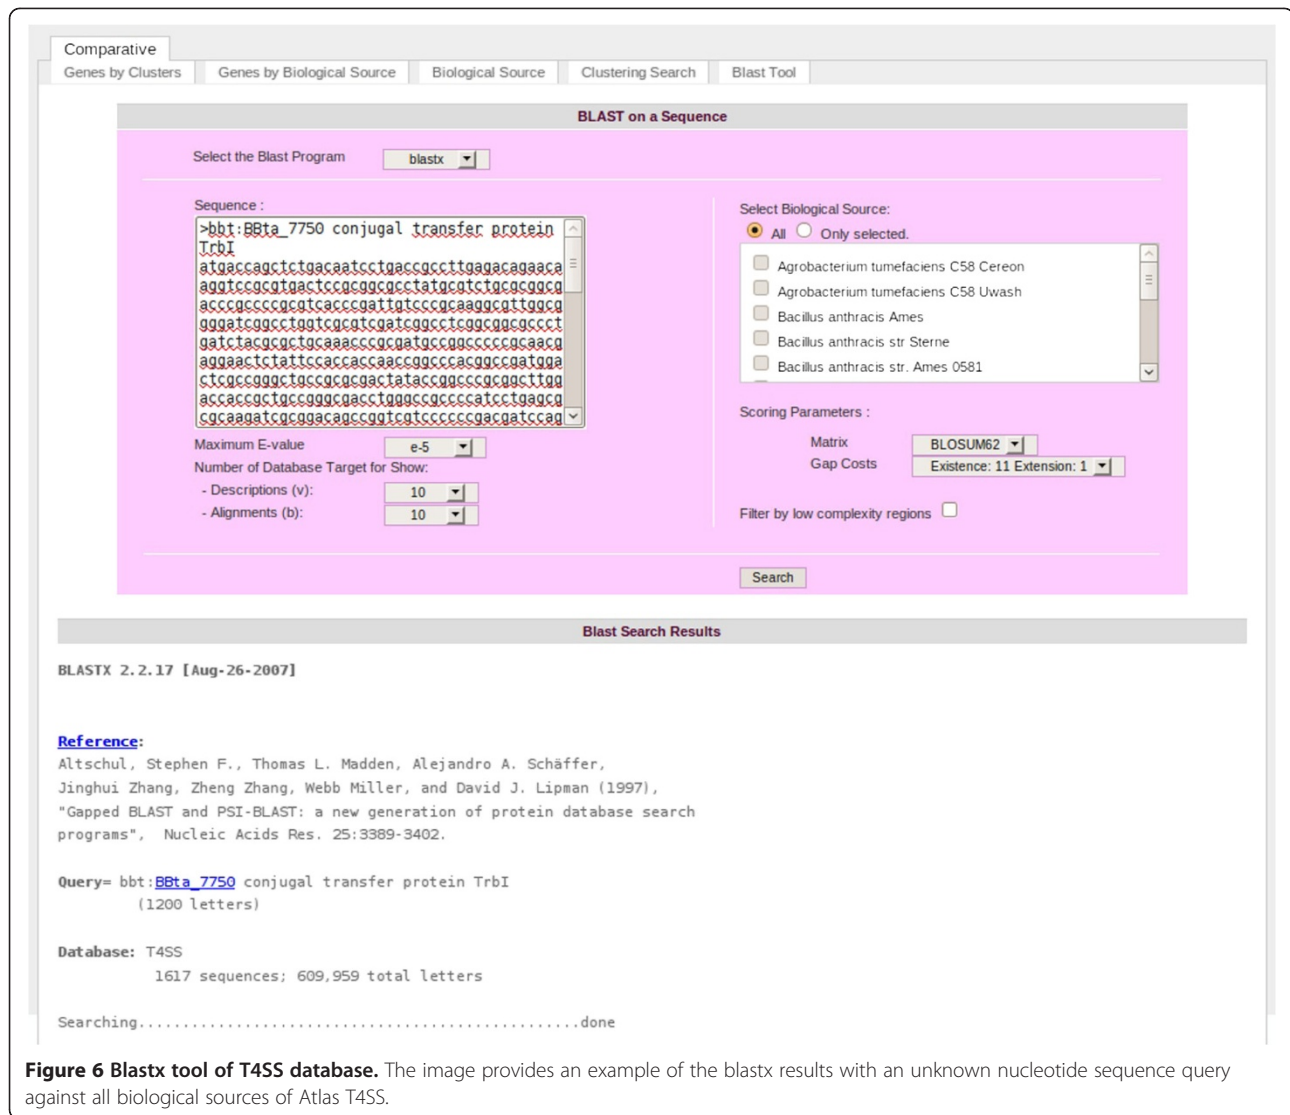 Comparative
Genes by Clusters Genes by Biological Source Biological Source Clustering Search Blast Tool
BLAST on a Sequence
Select the Blast Program blastx
Sequence :
>bbt:BBta_7750 conjugal transfer protein
TrbI
atgaccagctctgacaatcctgaccgccttgagacagaaca
aggtccgcgtgactccgcggcgcctatgcgtctgcgcggcg
acccgcccccgcgtcacccgattgtcccgcaaggcgttggcg
gggatcggcctggtcgcgtcgatcggcctcggcggcgccct
gatctacgcgctgcaaacccgcgatgccggcccccgcaacg
aggaactctattccaccaccaaccggcccacggccgatgga
ctcgccgggctgccgcgcgactataccggcccgcggcttgg
accaccgctgccgggcgacctgggccgccccatcctgagcg
cgcaagatcgcggacagccggtcgtccccccgacgatccag
Maximum E-value e-5
Number of Database Target for Show:
- Descriptions (v): 10
- Alignments (b): 10
Select Biological Source:
All Only selected.
Agrobacterium tumefaciens C58 Cereon
Agrobacterium tumefaciens C58 Uwash
Bacillus anthracis Ames
Bacillus anthracis str Sterne
Bacillus anthracis str. Ames 0581
Scoring Parameters :
Matrix BLOSUM62
Gap Costs Existence: 11 Extension: 1
Filter by low complexity regions
Search
Blast Search Results
BLASTX 2.2.17 [Aug-26-2007]
Reference:
Altschul, Stephen F., Thomas L. Madden, Alejandro A. Schäffer,
Jinghui Zhang, Zheng Zhang, Webb Miller, and David J. Lipman (1997),
"Gapped BLAST and PSI-BLAST: a new generation of protein database search
programs", Nucleic Acids Res. 25:3389-3402.
Query= bbt:BBta_7750 conjugal transfer protein TrbI
(1200 letters)
Database: T4SS
1617 sequences; 609,959 total letters
Searching..................................................done
Figure 6 Blastx tool of T4SS database. The image provides an example of the blastx results with an unknown nucleotide sequence query
against all biological sources of Atlas T4SS.